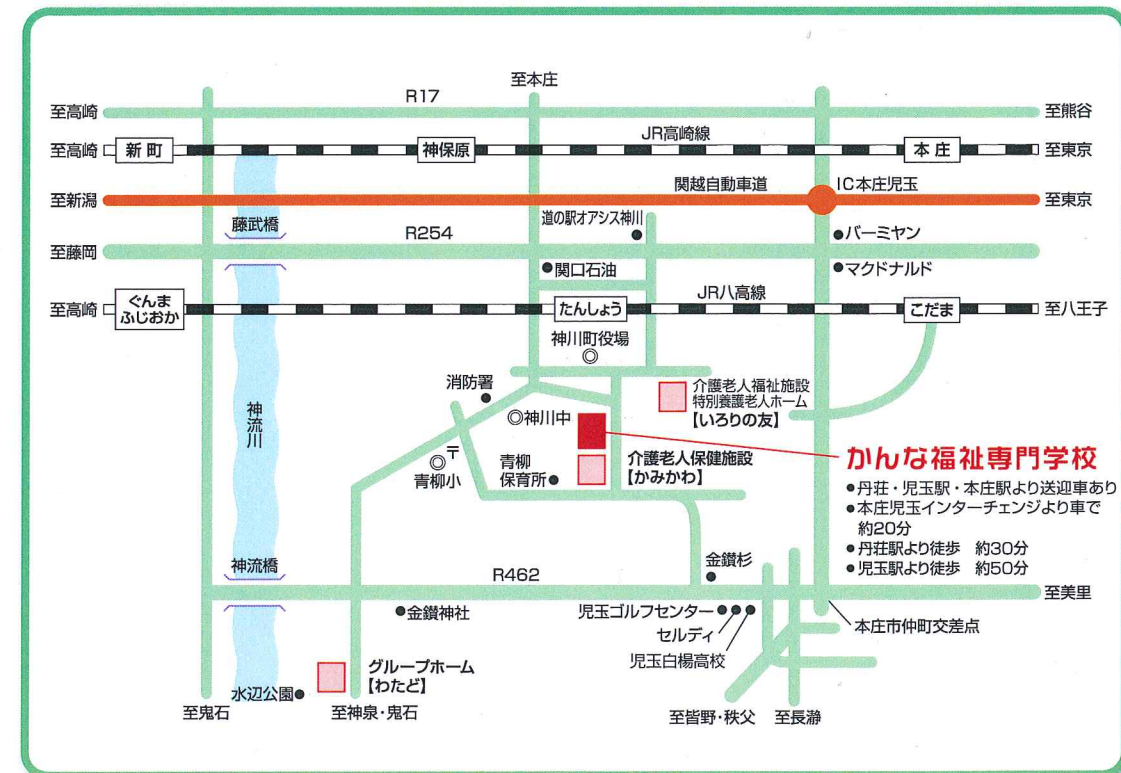 至本庄
R17
至高崎
至熊谷
JR高崎線
至高崎
新町
神保原
本庄
至東京
関越自動車道
IC本庄児玉
至新潟
至東京
道の駅オアシス神川
藤武橋
R254
バーミヤン
至藤岡
関口石油
マクドナルド
JR八高線
至高崎
ぐんま
ふじおか
たんしょう
こだま
至八王子
神川町役場
◎
消防署
介護老人福祉施設
特別養護老人ホーム
【いろりの友】
神流川
◎神川中
〒
◎
青柳小
青柳
保育所
介護老人保健施設
【かみかわ】
かんな福祉専門学校
●丹荘・児玉駅・本庄駅より送迎車あり
●本庄児玉インターチェンジより車で
約20分
●丹荘駅より徒歩 約30分
●児玉駅より徒歩 約50分
神流橋
R462
金鑚杉
至美里
金鑚神社
児玉ゴルフセンター
セルディ
児玉白楊高校
本庄市仲町交差点
グループホーム
【わたど】
水辺公園
至鬼石
至神泉・鬼石
至皆野・秩父
至長瀞